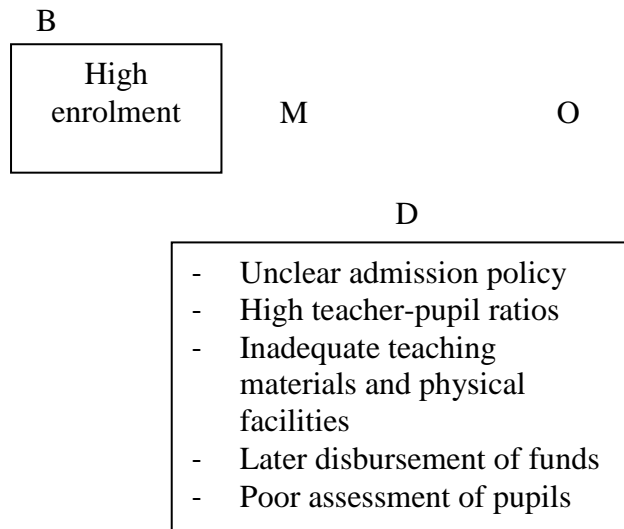 B
High
enrolment
M O
D
- Unclear admission policy
- High teacher-pupil ratios
- Inadequate teaching
materials and physical
facilities
- Later disbursement of funds
- Poor assessment of pupils